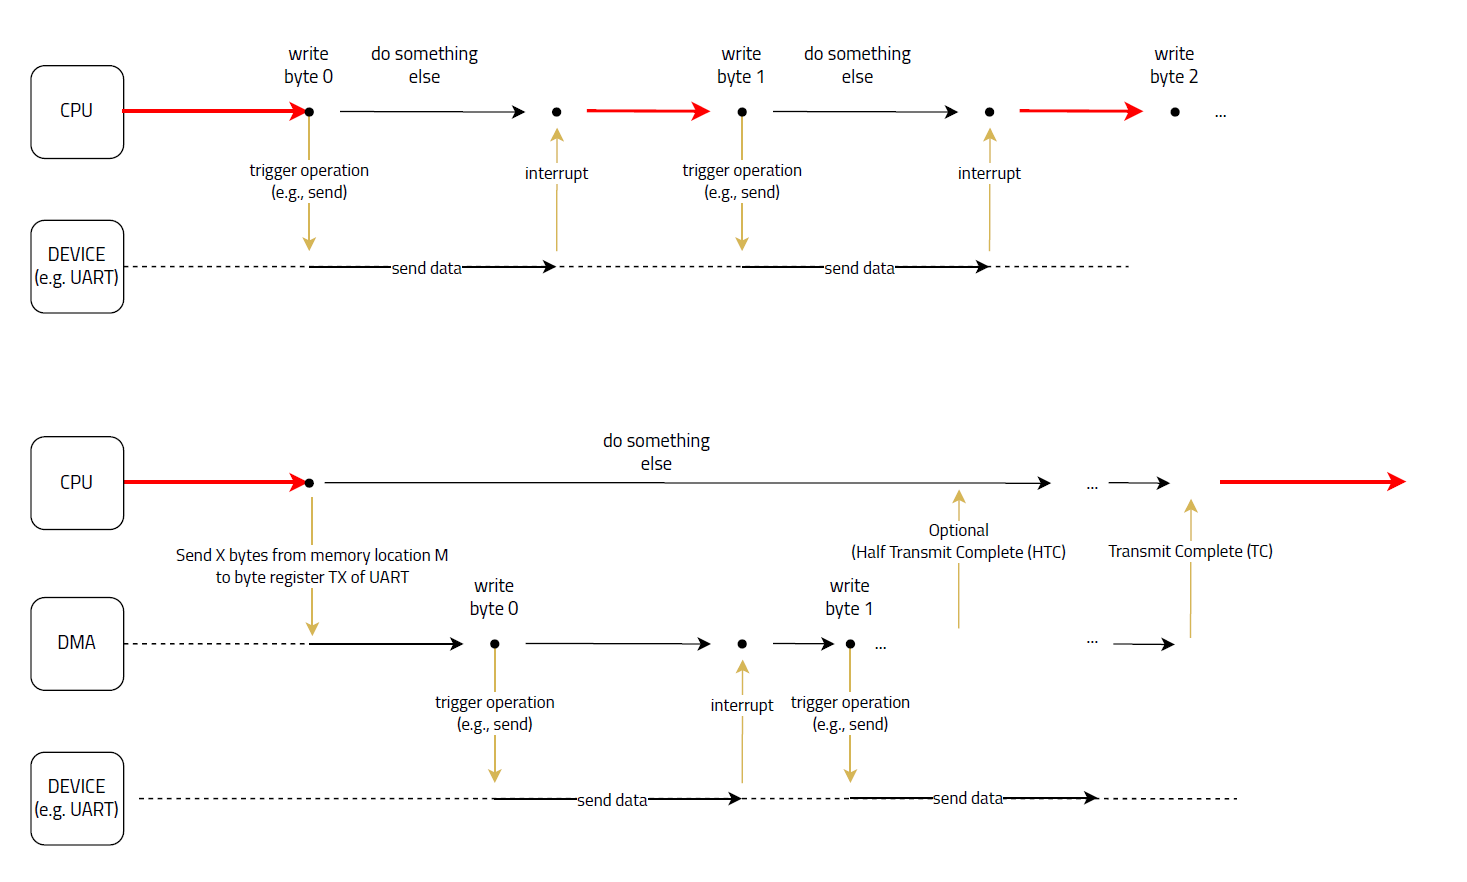 write
byte 0
do something
else
write
byte 1
do something
else
write
byte 2
CPU
...
trigger operation
(e.g., send)
interrupt
trigger operation
(e.g., send)
interrupt
DEVICE
(e.g. UART)
send data
send data
do something
else
CPU
...
Optional
(Half Transmit Complete (HTC)
Transmit Complete (TC)
Send X bytes from memory location M
to byte register TX of UART
write
byte 0
write
byte 1
DMA
...
...
trigger operation
(e.g., send)
interrupt
trigger operation
(e.g., send)
DEVICE
(e.g. UART)
send data
send data